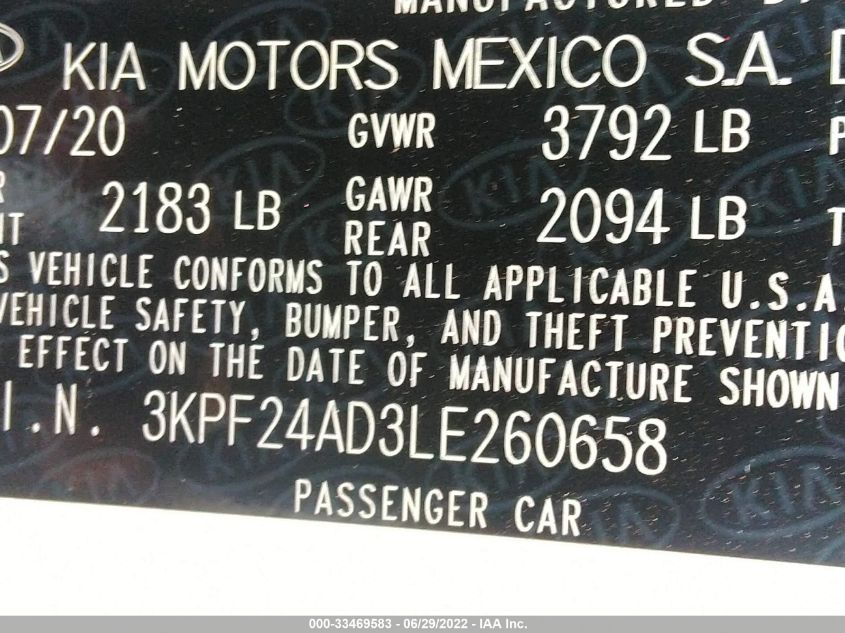 MANUFACTURED
KIA MOTORS MEXICO S.A.
07/20 GVWR 3792 LB
2183 LB GAWR 2094 LB
REAR
VEHICLE CONFORMS TO ALL APPLICABLE U.S.A.
VEHICLE SAFETY, BUMPER, AND THEFT
EFFECT ON THE DATE OF MANUFACTURE SHOWN
I.N. 3KPF24AD3LE260658
PASSENGER CAR
000-33469583 - 06/29/2022 - IAA Inc.